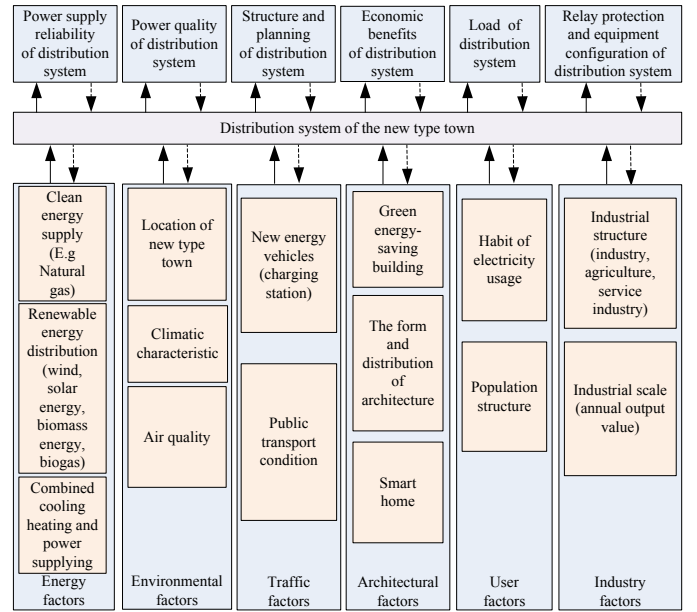 Power supply
reliability
of distribution
system
Power quality
of distribution
system
Structure and
planning
of distribution
system
Economic
benefits
of distribution
system
Load of
distribution
system
Relay protection
and equipment
configuration of
distribution system
Distribution system of the new type town
Clean
energy
supply
(E.g
Natural
gas)
Renewable
energy
distribution
(wind,
solar
energy,
biomass
energy,
biogas)
Combined
cooling
heating and
power
supplying
Energy
factors
Location of
new type
town
Climatic
characteristic
Air quality
Environmental
factors
New energy
vehicles
(charging
station)
Public
transport
condition
Traffic
factors
Green
energy-
saving
building
The form
and
distribution
of
architecture
Smart
home
Architectural
factors
Habit of
electricity
usage
Population
structure
User
factors
Industrial
structure
(industry,
agriculture,
service
industry)
Industrial scale
(annual output
value)
Industry
factors